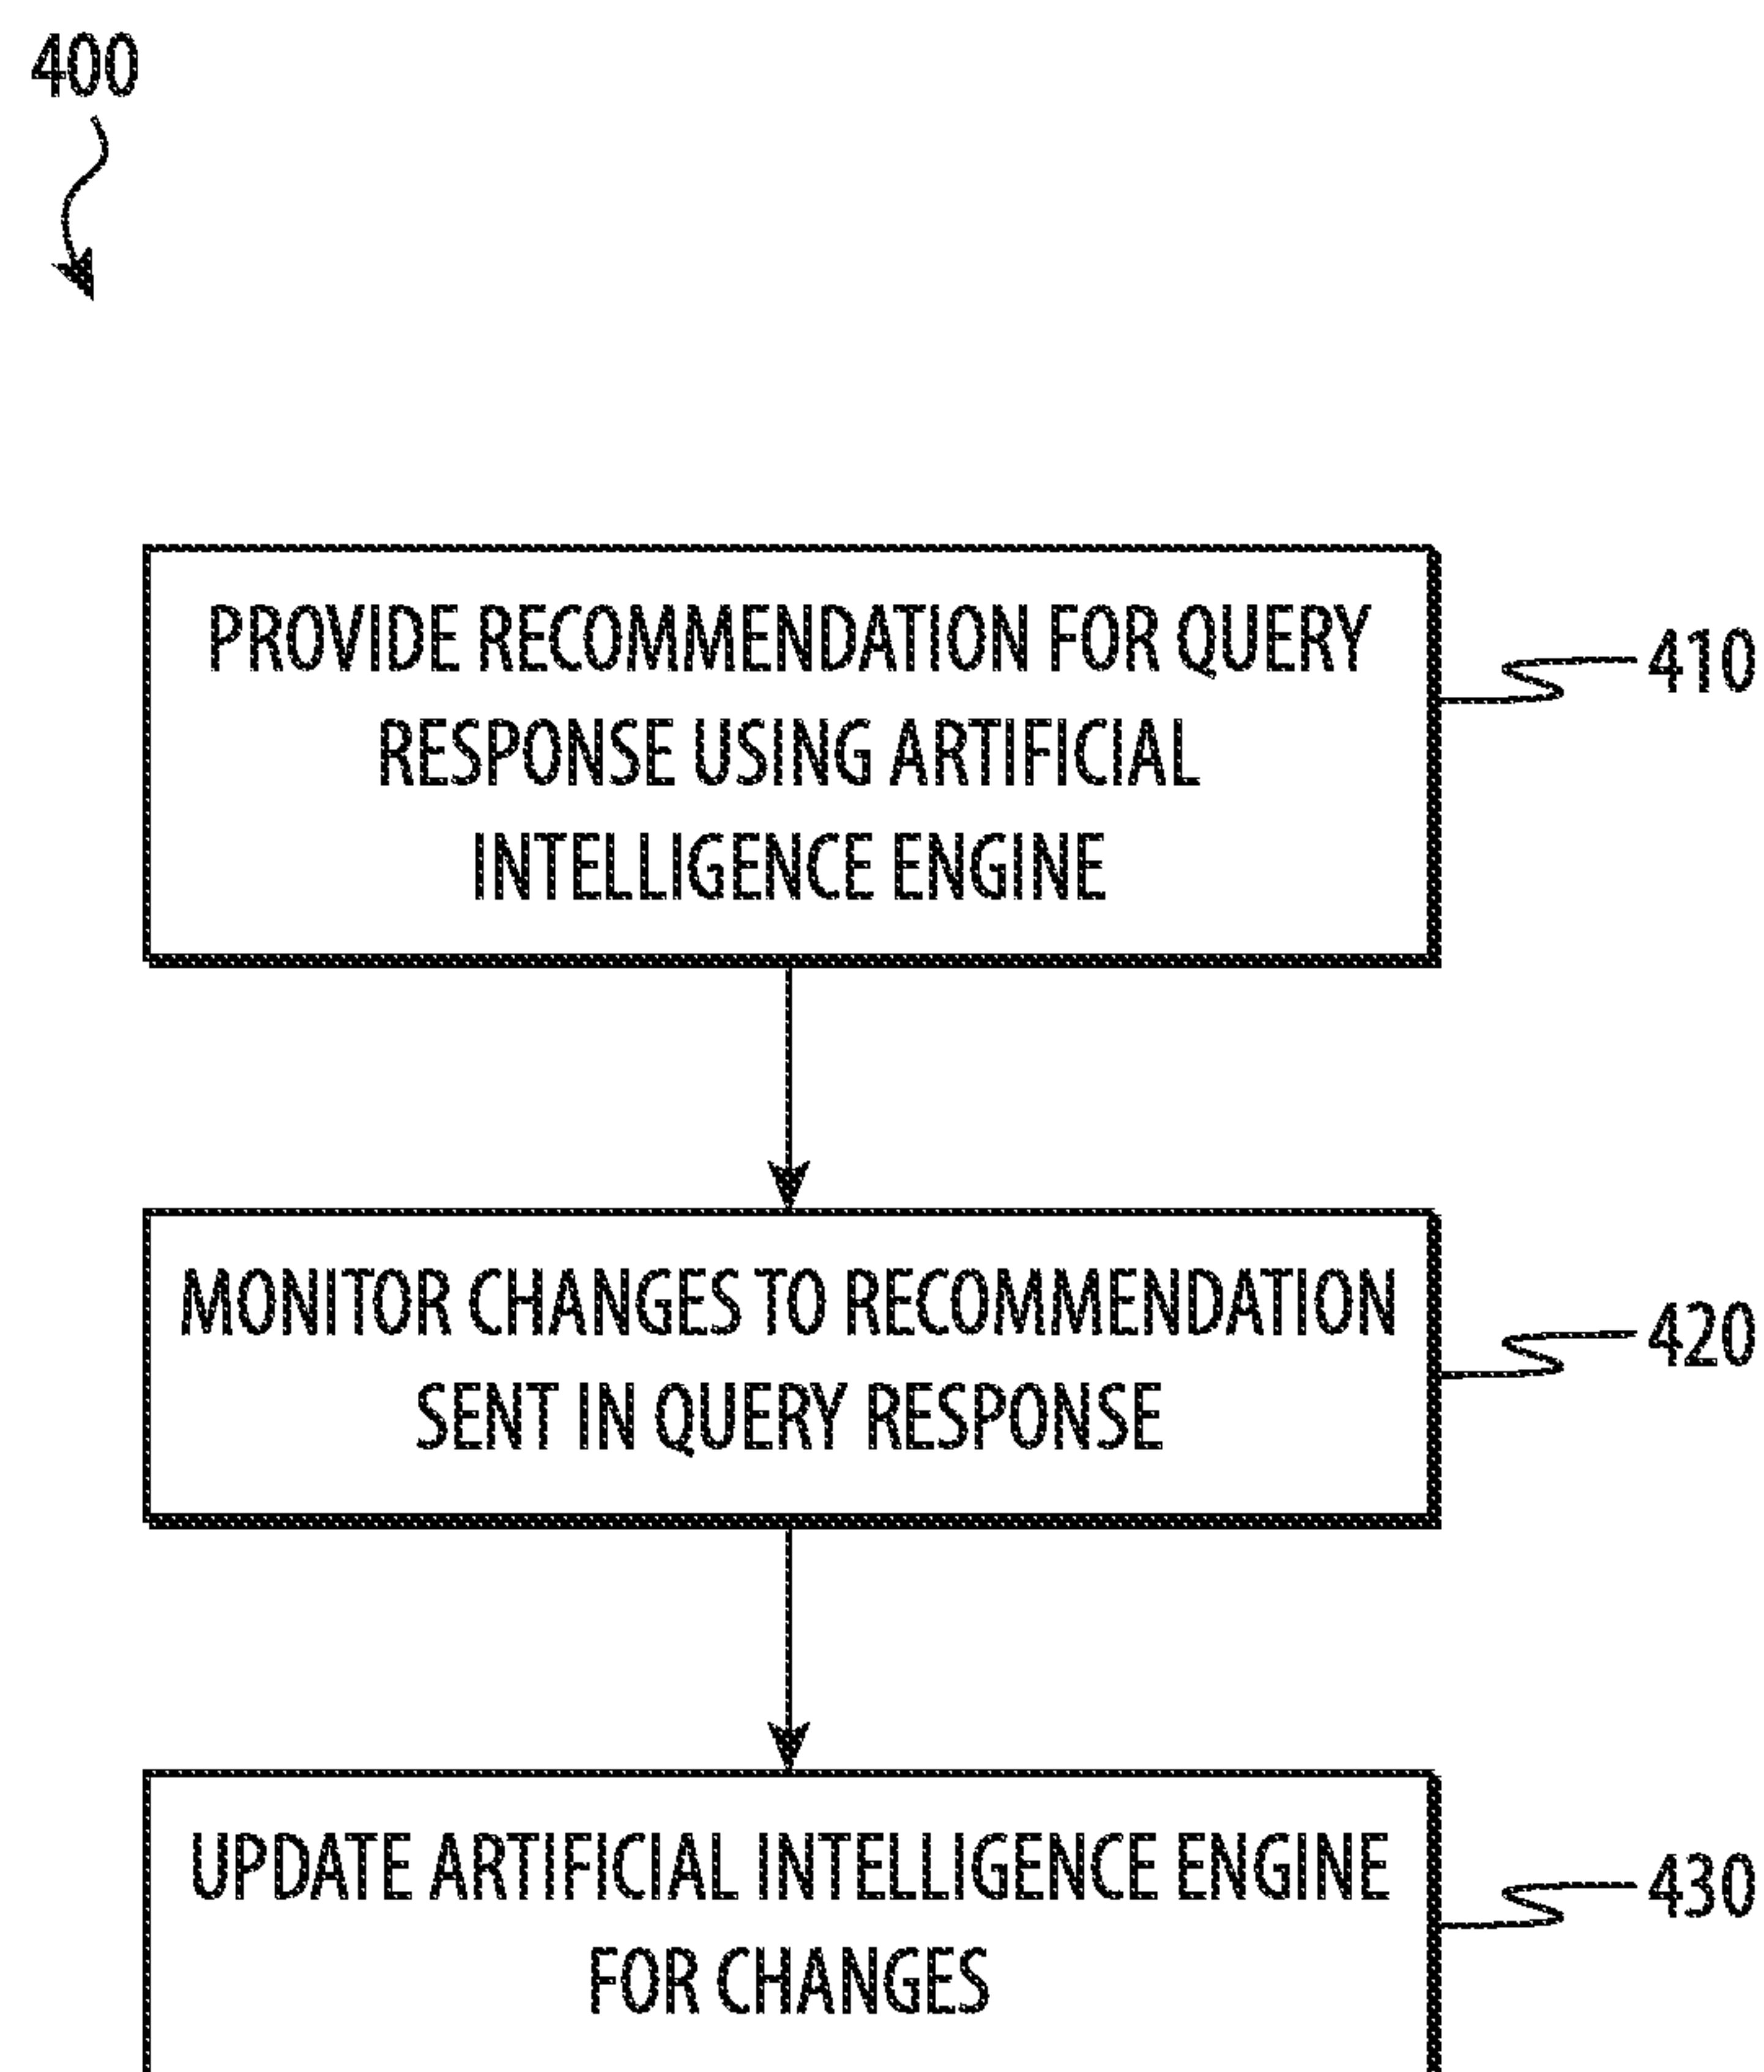 400
PROVIDE RECOMMENDATION FOR QUERY
RESPONSE USING ARTIFICIAL
INTELLIGENCE ENGINE
410
MONITOR CHANGES TO RECOMMENDATION
SENT IN QUERY RESPONSE
420
UPDATE ARTIFICIAL INTELLIGENCE ENGINE
FOR CHANGES
430